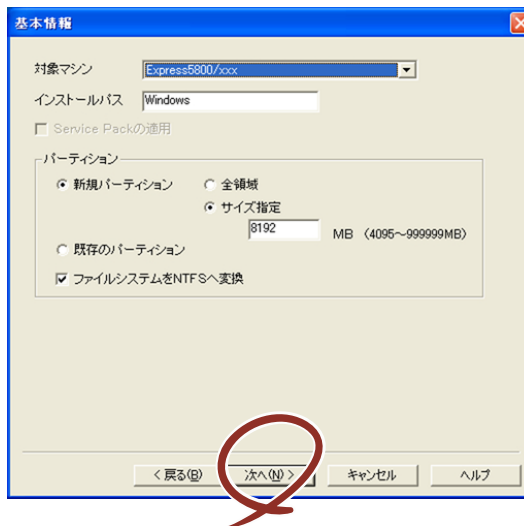 基本情報
対象マシン Express5800/xxx
インストールパス Windows
Service Packの適用
パーティション
新規パーティション 全領域
サイズ指定
8192 MB (4095～999999MB)
既存のパーティション
ファイルシステムをNTFSへ変換
< 戻る(B) 次へ(N) > キャンセル ヘルプ